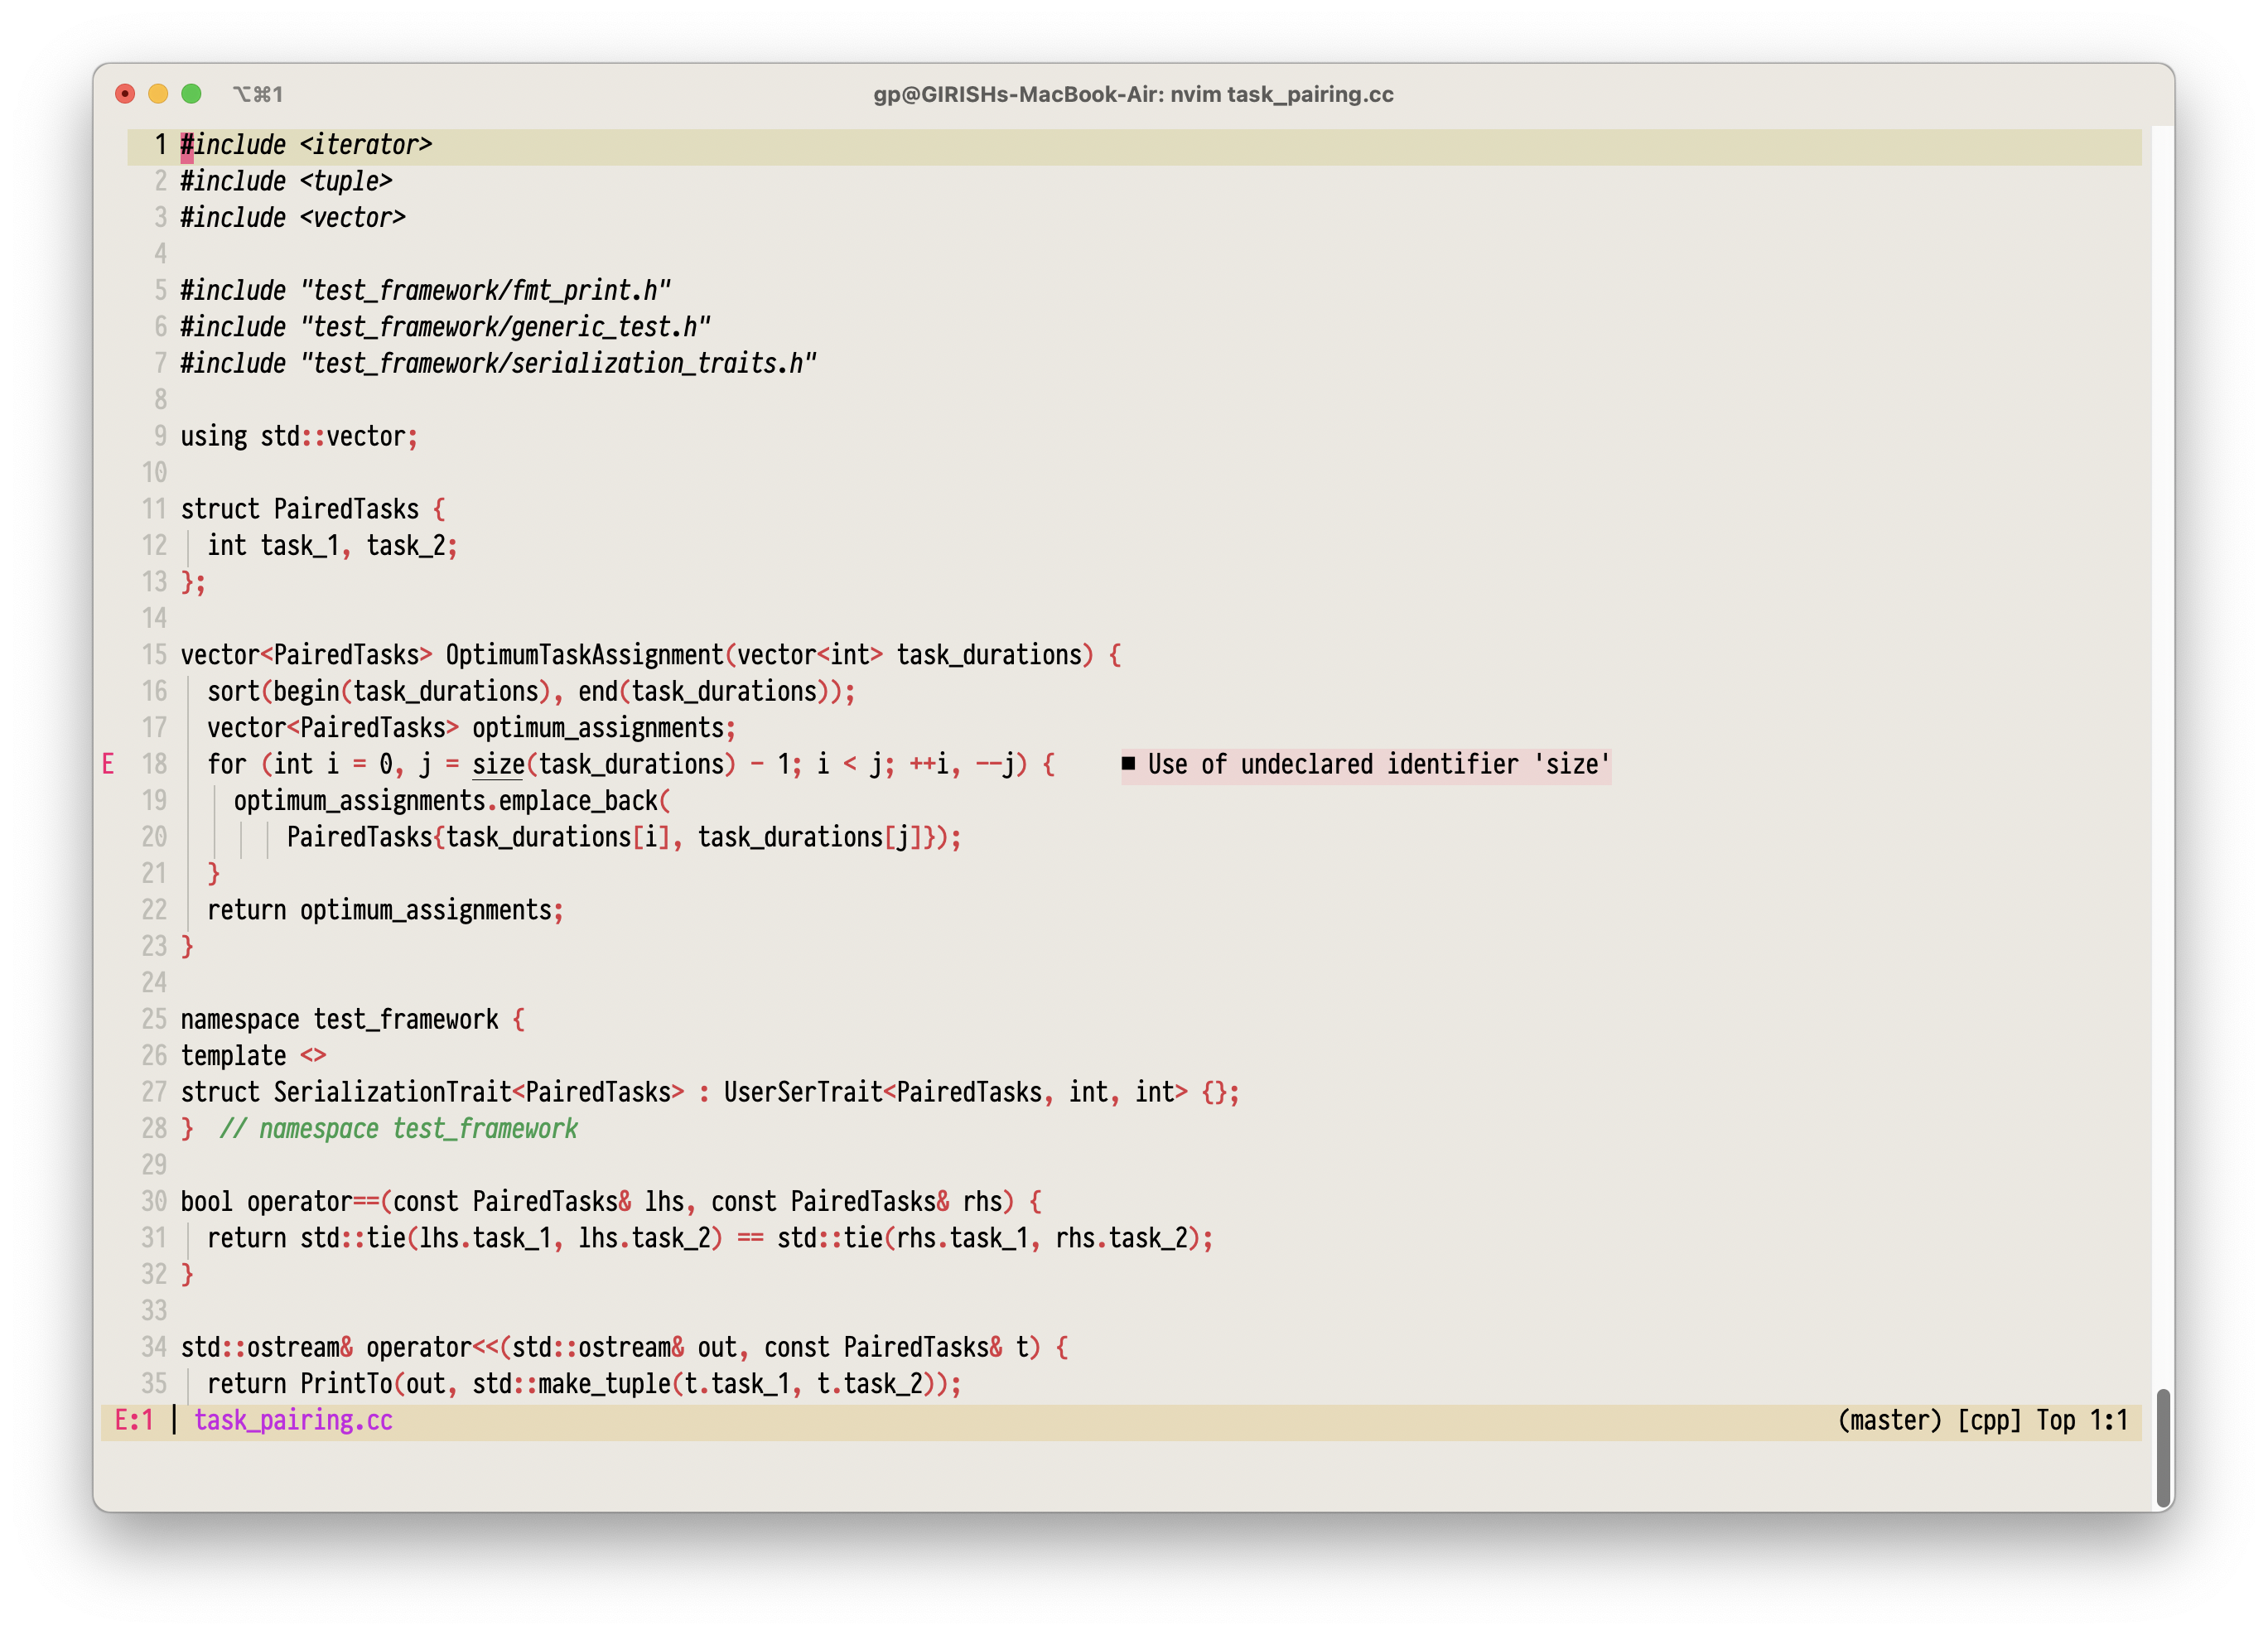 ⌥⌘1 gp@GIRISHs-MacBook-Air: nvim task_pairing.cc
1 #include <iterator>
2 #include <tuple>
3 #include <vector>
4
5 #include "test_framework/fmt_print.h"
6 #include "test_framework/generic_test.h"
7 #include "test_framework/serialization_traits.h"
8
9 using std::vector;
10
11 struct PairedTasks {
12   int task_1, task_2;
13 };
14
15 vector<PairedTasks> OptimumTaskAssignment(vector<int> task_durations) {
16   sort(begin(task_durations), end(task_durations));
17   vector<PairedTasks> optimum_assignments;
E 18   for (int i = 0, j = size(task_durations) - 1; i < j; ++i, --j) {     ■ Use of undeclared identifier 'size'
19     optimum_assignments.emplace_back(
20         PairedTasks{task_durations[i], task_durations[j]});
21   }
22   return optimum_assignments;
23 }
24
25 namespace test_framework {
26 template <>
27 struct SerializationTrait<PairedTasks> : UserSerTrait<PairedTasks, int, int> {};
28 }  // namespace test_framework
29
30 bool operator==(const PairedTasks& lhs, const PairedTasks& rhs) {
31   return std::tie(lhs.task_1, lhs.task_2) == std::tie(rhs.task_1, rhs.task_2);
32 }
33
34 std::ostream& operator<<(std::ostream& out, const PairedTasks& t) {
35   return PrintTo(out, std::make_tuple(t.task_1, t.task_2));
E:1 | task_pairing.cc (master) [cpp] Top 1:1